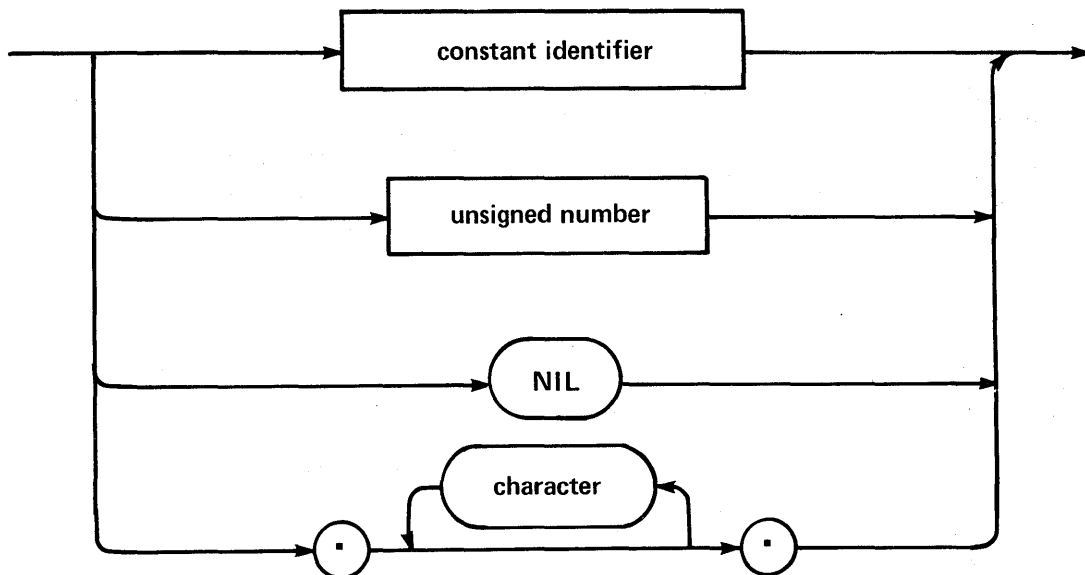 constant identifier
unsigned number
NIL
character
' '